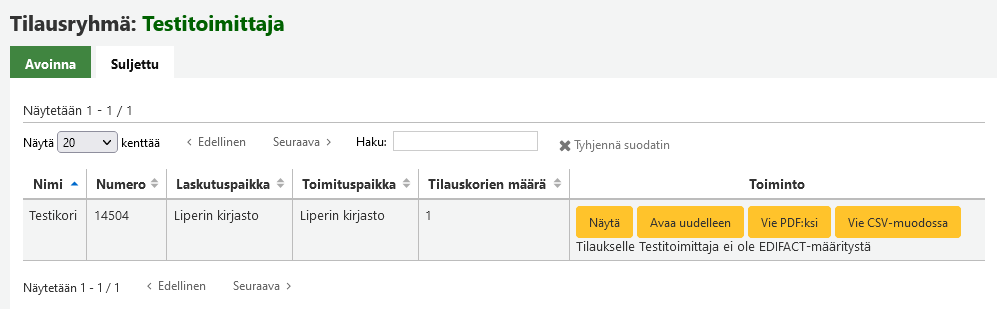 Tilausryhmä: Testitoimittaja
Avoinna Suljettu
Näytetään 1 - 1 / 1
Näytä 20 kenttää Edellinen Seuraava Haku: Tyhjennä suodatin
Nimi Numero Laskutuspaikka Toimituspaikka Tilauskorien määrä Toiminto
Testikori 14504 Liperin kirjasto Liperin kirjasto 1 Näytä Avaa uudelleen Vie PDF:ksi Vie CSV-muodossa
Tilaukselle Testitoimittaja ei ole EDIFACT-määritystä
Näytetään 1 - 1 / 1 Edellinen Seuraava